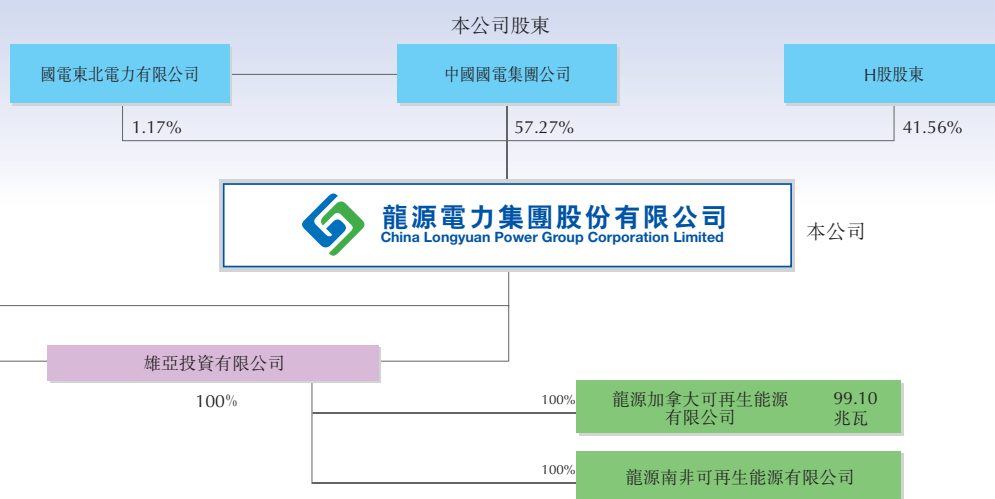 本公司股東
國電東北電力有限公司
中國國電集團公司
H股股東
1.17%
57.27%
41.56%
龍源電力集團股份有限公司
China Longyuan Power Group Corporation Limited
本公司
雄亞投資有限公司
100%
100%
龍源加拿大可再生能源
有限公司
99.10
兆瓦
100%
龍源南非可再生能源有限公司